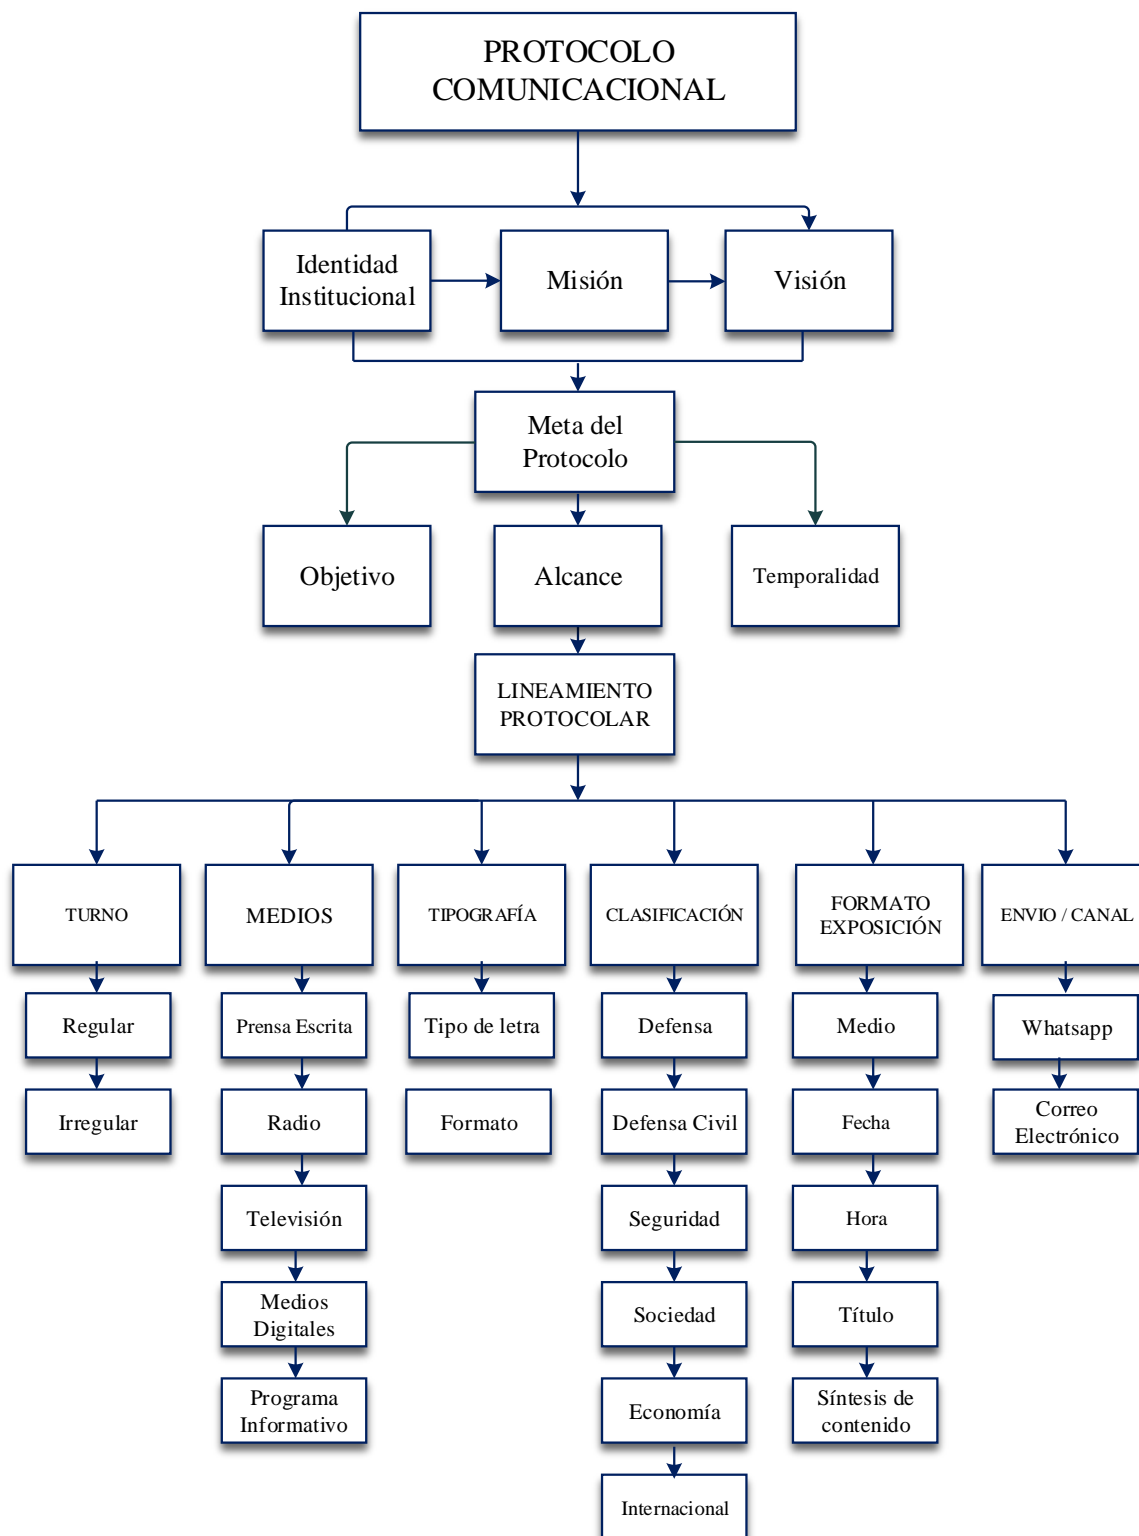 PROTOCOLO
COMUNICACIONAL
Identidad
Institucional
Misión
Visión
Meta del
Protocolo
Objetivo
Alcance
Temporalidad
LINEAMIENTO
PROTOCOLAR
TURNO
MEDIOS
TIPOGRAFÍA
CLASIFICACIÓN
FORMATO
EXPOSICIÓN
ENVIO / CANAL
Regular
Prensa Escrita
Tipo de letra
Defensa
Medio
Whatsapp
Irregular
Radio
Formato
Defensa Civil
Fecha
Correo
Electrónico
Televisión
Seguridad
Hora
Medios
Digitales
Sociedad
Título
Programa
Informativo
Economía
Síntesis de
contenido
Internacional